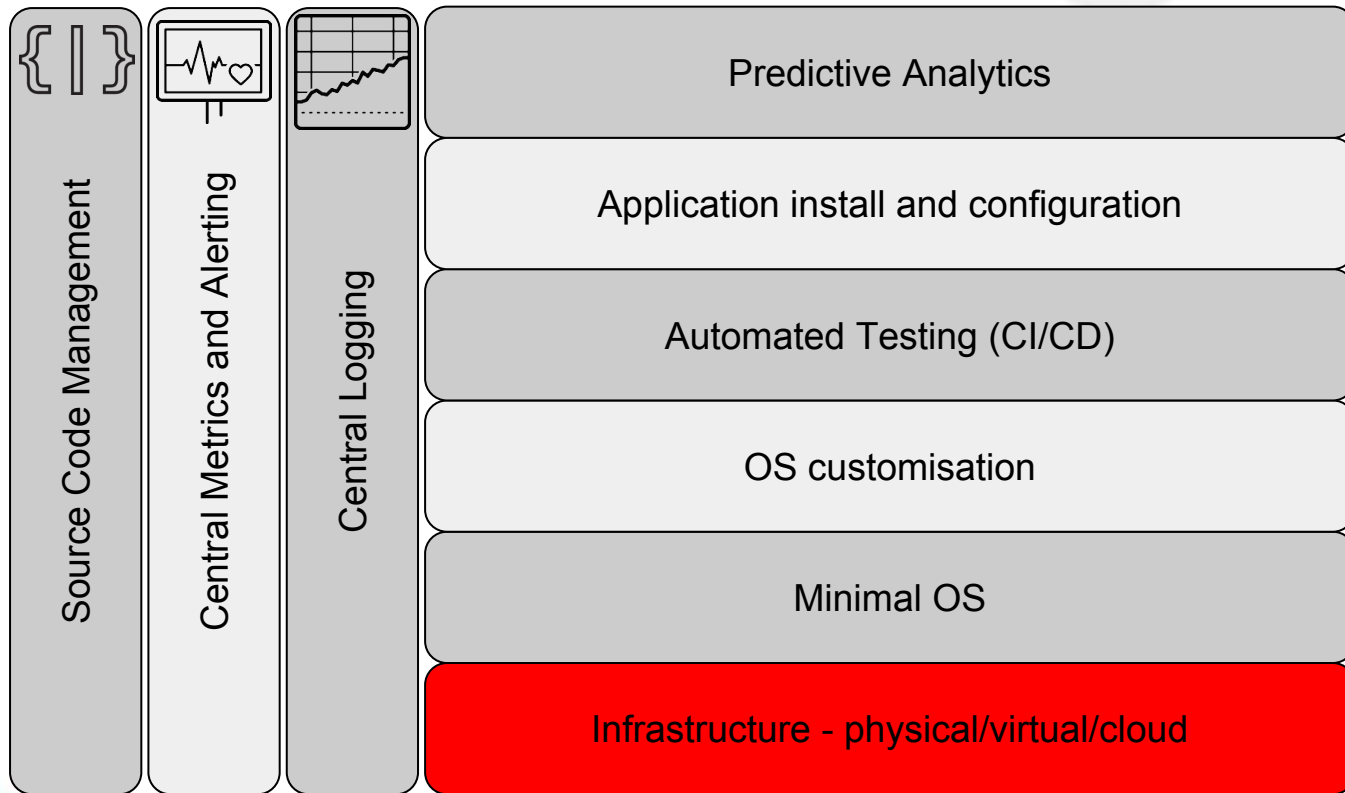 Source Code Management
Central Metrics and Alerting
Central Logging
Predictive Analytics
Application install and configuration
Automated Testing (CI/CD)
OS customisation
Minimal OS
Infrastructure - physical/virtual/cloud